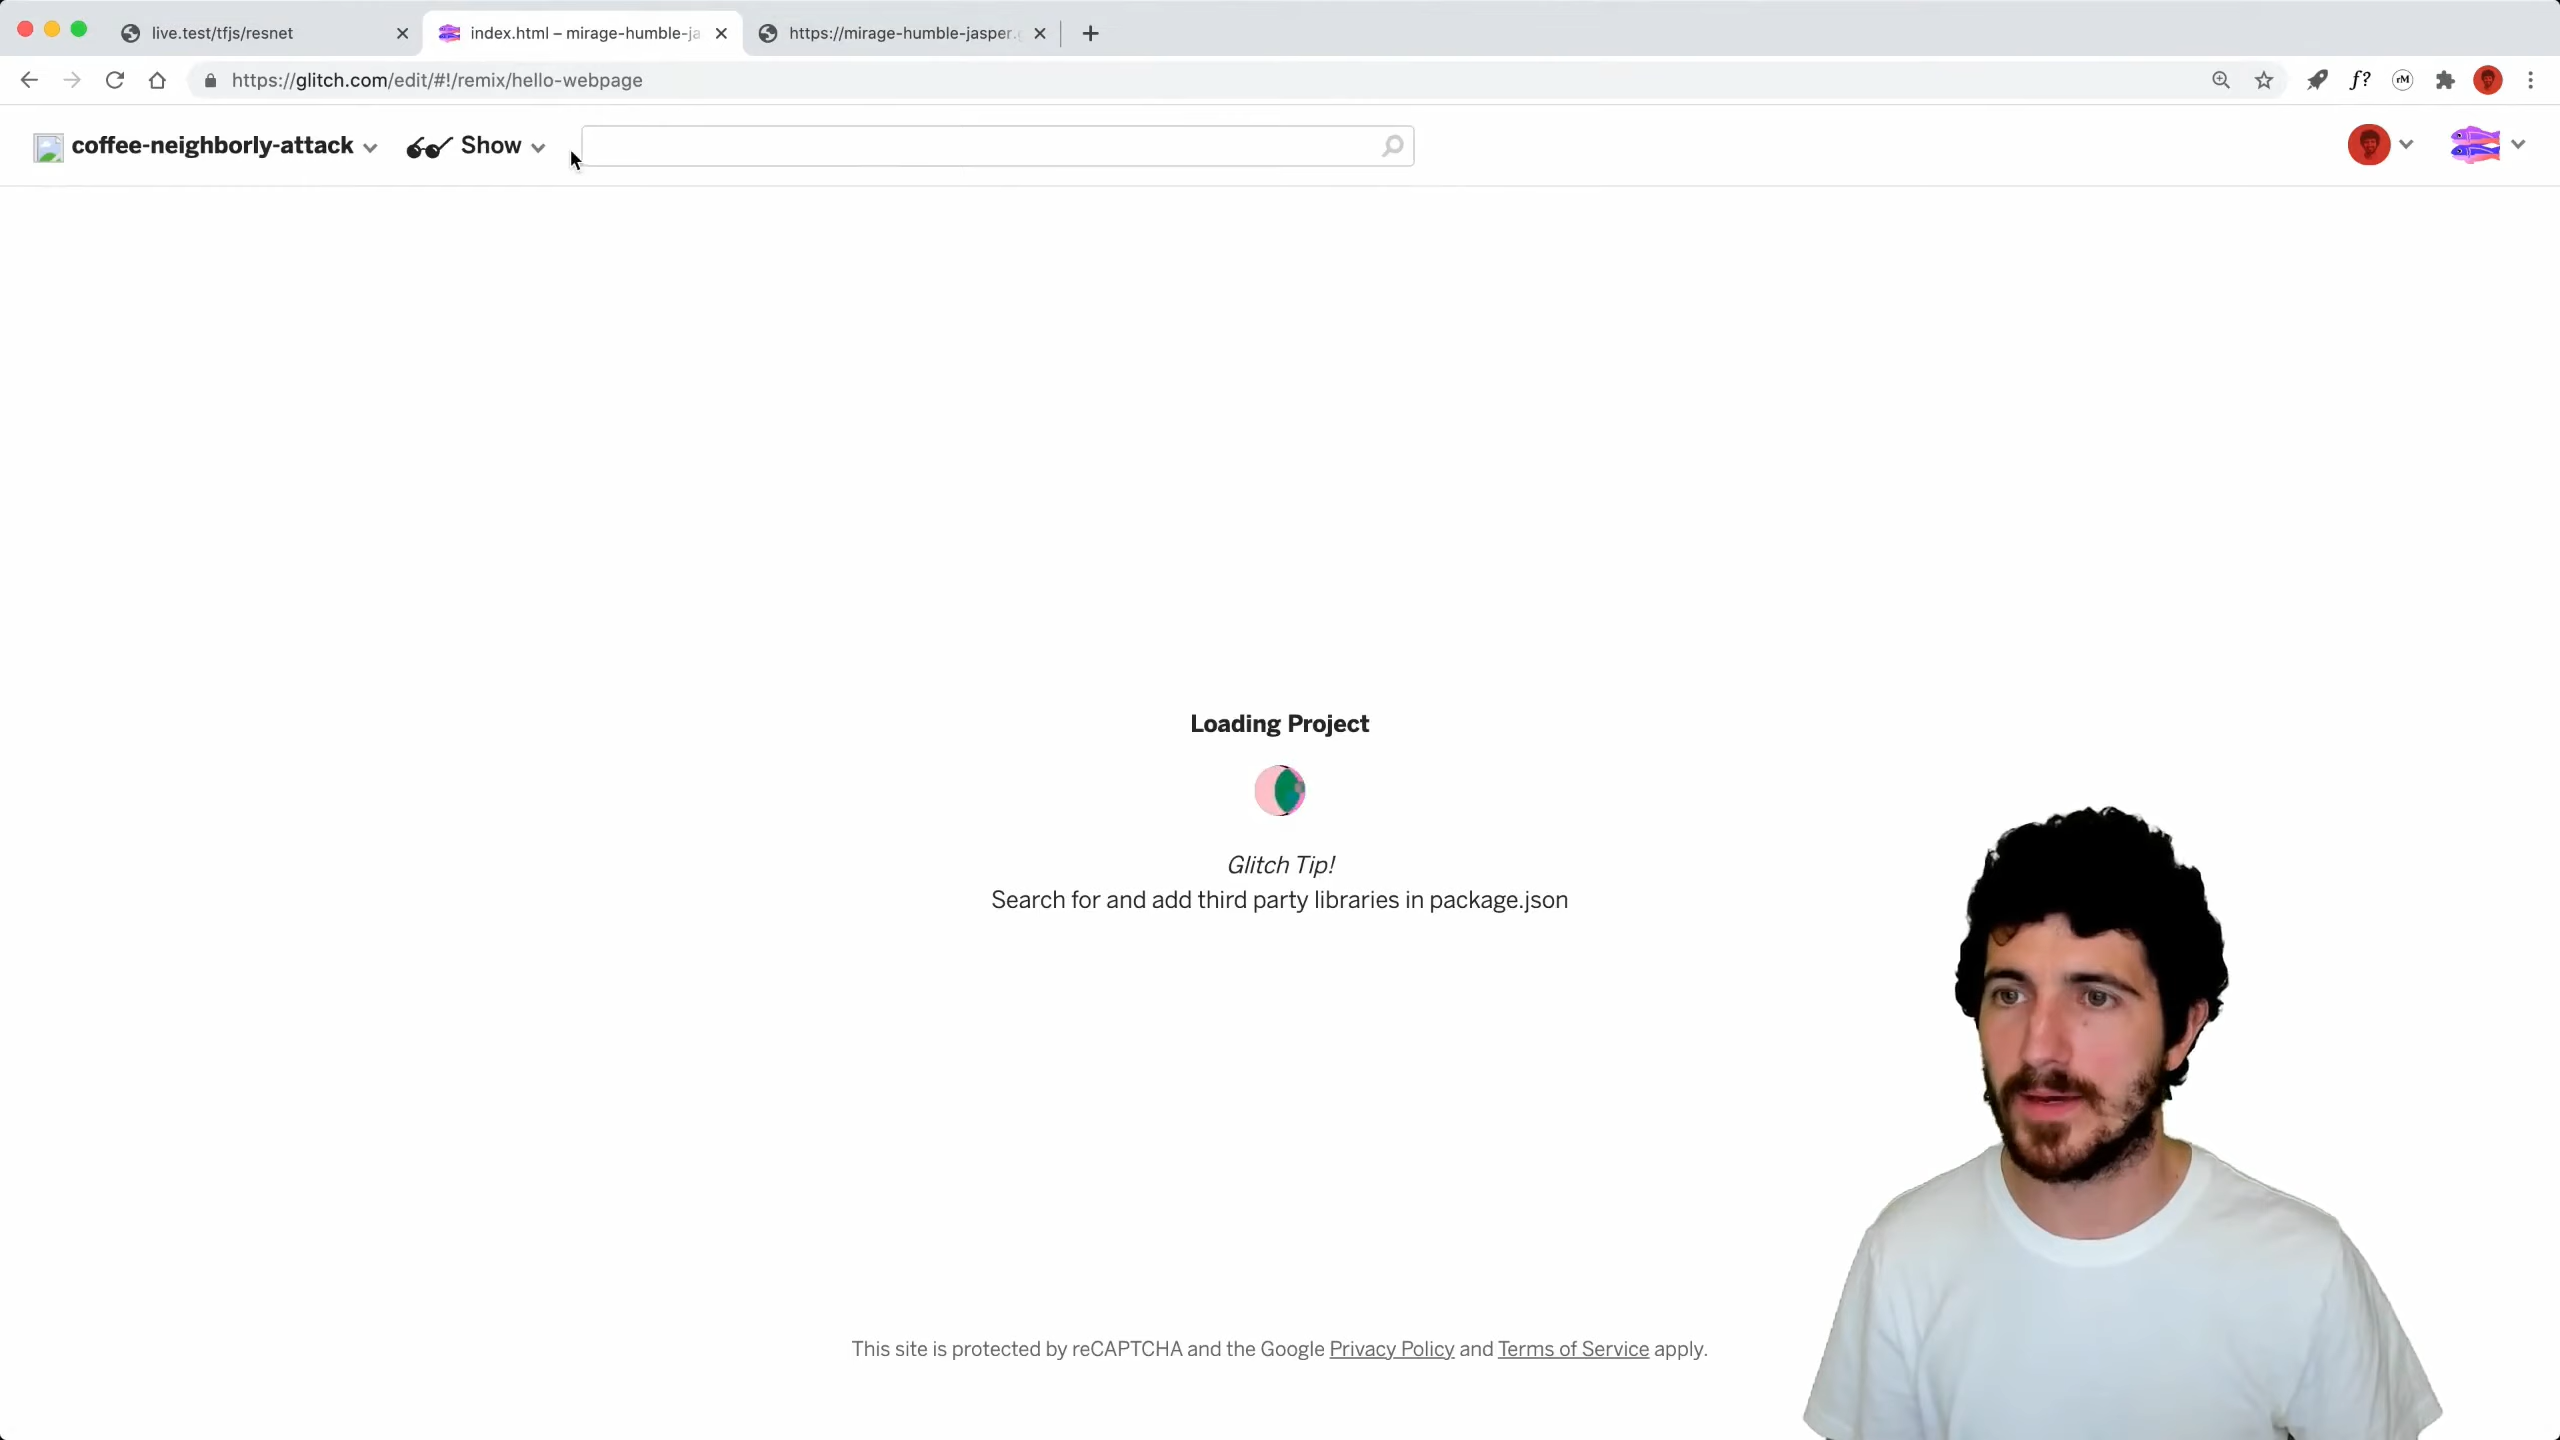 live.test/tfjs/resnet
index.html – mirage-humble-ja
https://mirage-humble-jasper.
https://glitch.com/edit/#!/remix/hello-webpage
f?
rM
coffee-neighborly-attack
Show
Loading Project
Glitch Tip!
Search for and add third party libraries in package.json
This site is protected by reCAPTCHA and the Google Privacy Policy and Terms of Service apply.